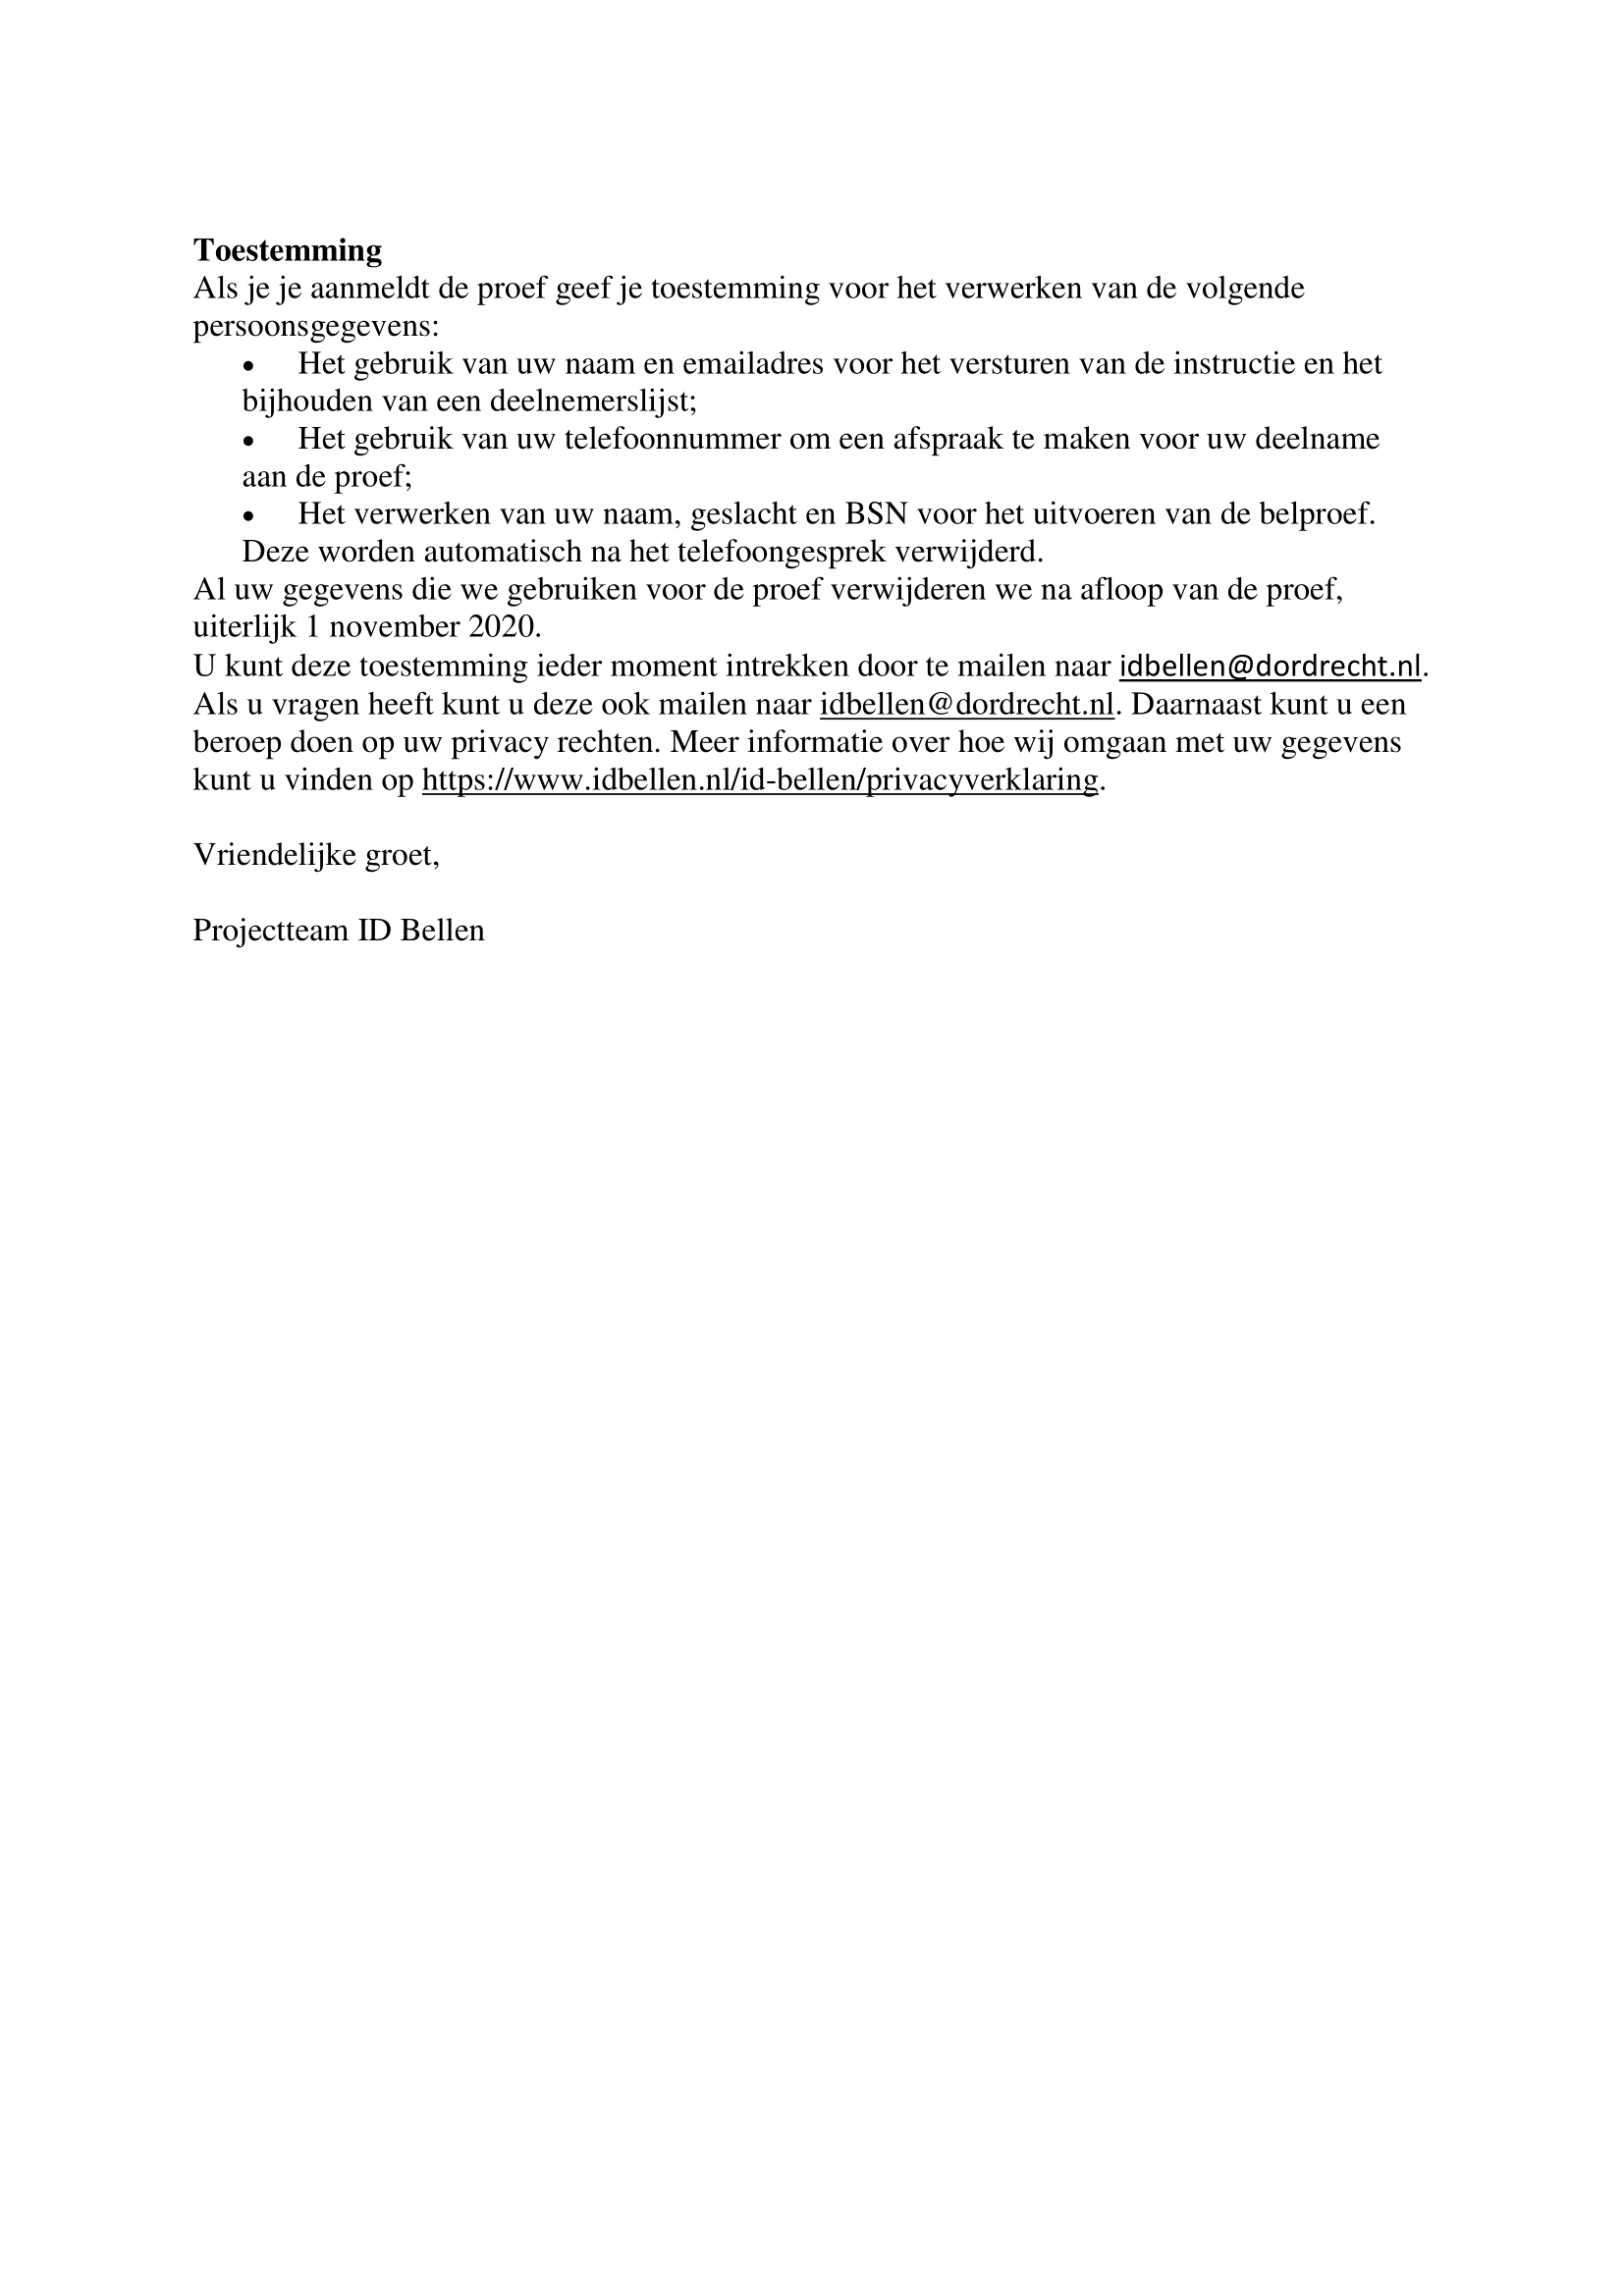 Toestemming
Als je je aanmeldt de proef geef je toestemming voor het verwerken van de volgende
persoonsgegevens:
• Het gebruik van uw naam en emailadres voor het versturen van de instructie en het
bijhouden van een deelnemerslijst;
• Het gebruik van uw telefoonnummer om een afspraak te maken voor uw deelname
aan de proef;
• Het verwerken van uw naam, geslacht en BSN voor het uitvoeren van de belproef.
Deze worden automatisch na het telefoongesprek verwijderd.
Al uw gegevens die we gebruiken voor de proef verwijderen we na afloop van de proef,
uiterlijk 1 november 2020.
U kunt deze toestemming ieder moment intrekken door te mailen naar idbellen@dordrecht.nl.
Als u vragen heeft kunt u deze ook mailen naar idbellen@dordrecht.nl. Daarnaast kunt u een
beroep doen op uw privacy rechten. Meer informatie over hoe wij omgaan met uw gegevens
kunt u vinden op https://www.idbellen.nl/id-bellen/privacyverklaring.
Vriendelijke groet,
Projectteam ID Bellen